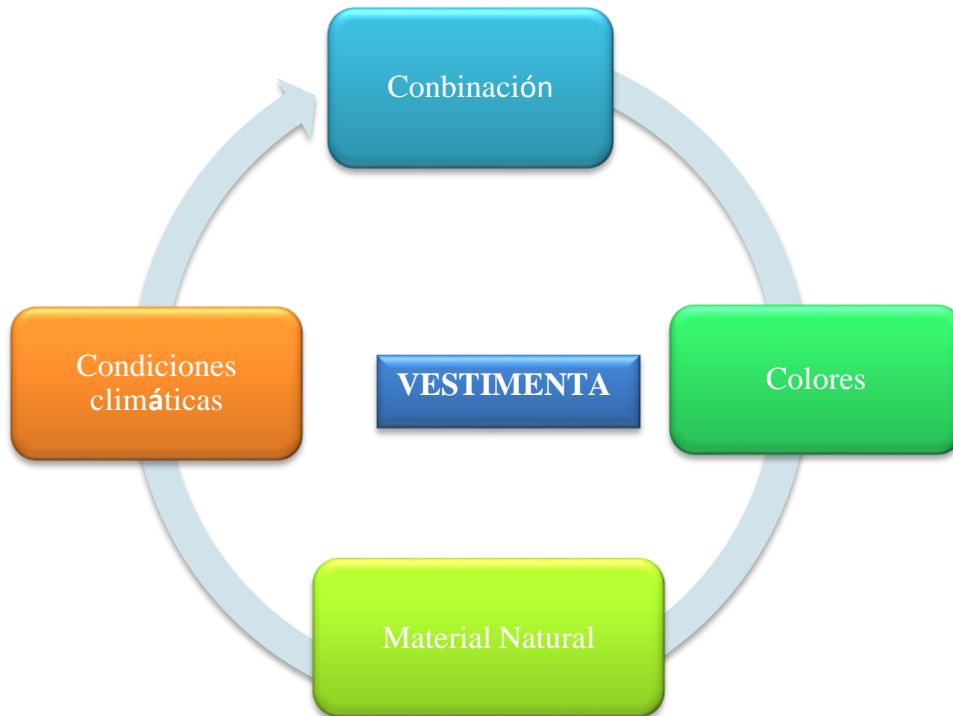 Conbinación
Condiciones
climáticas
VESTIMENTA
Colores
Material Natural